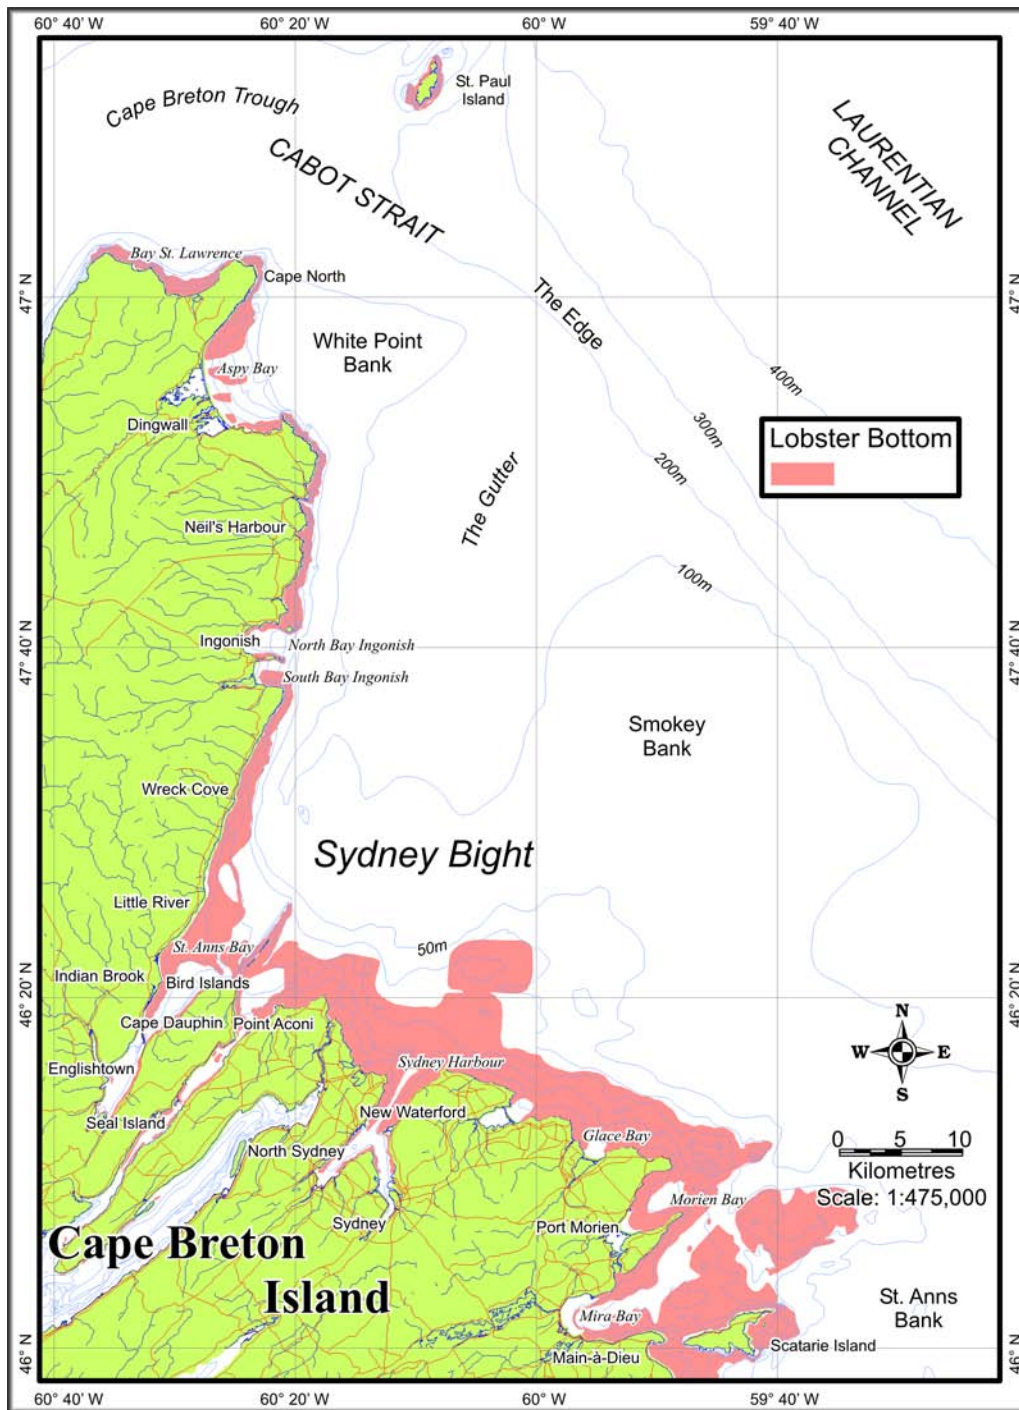 60° 40' W
60° 20' W
60° W
59° 40' W
St. Paul
Island
Cape Breton Trough
CABOT STRAIT
LAURENTIAN
CHANNEL
Bay St. Lawrence
Cape North
47° N
47° N
The Edge
White Point
Bank
Aspy Bay
400m
Dingwall
300m
Lobster Bottom
200m
The Gutter
Neil's Harbour
100m
Ingonish
North Bay Ingonish
47° 40' N
47° 40' N
South Bay Ingonish
Smokey
Bank
Wreck Cove
Sydney Bight
Little River
St. Anns Bay
50m
Indian Brook
Bird Islands
46° 20' N
46° 20' N
Cape Dauphin
Point Aconi
N
W
E
S
Englishtown
Sydney Harbour
Seal Island
New Waterford
Glace Bay
North Sydney
0 5 10
Kilometres
Scale: 1:475,000
Morien Bay
Sydney
Port Morien
Cape Breton
Island
Mira Bay
St. Anns
Bank
Scatarie Island
Main-à-Dieu
46° N
46° N
60° 40' W
60° 20' W
60° W
59° 40' W